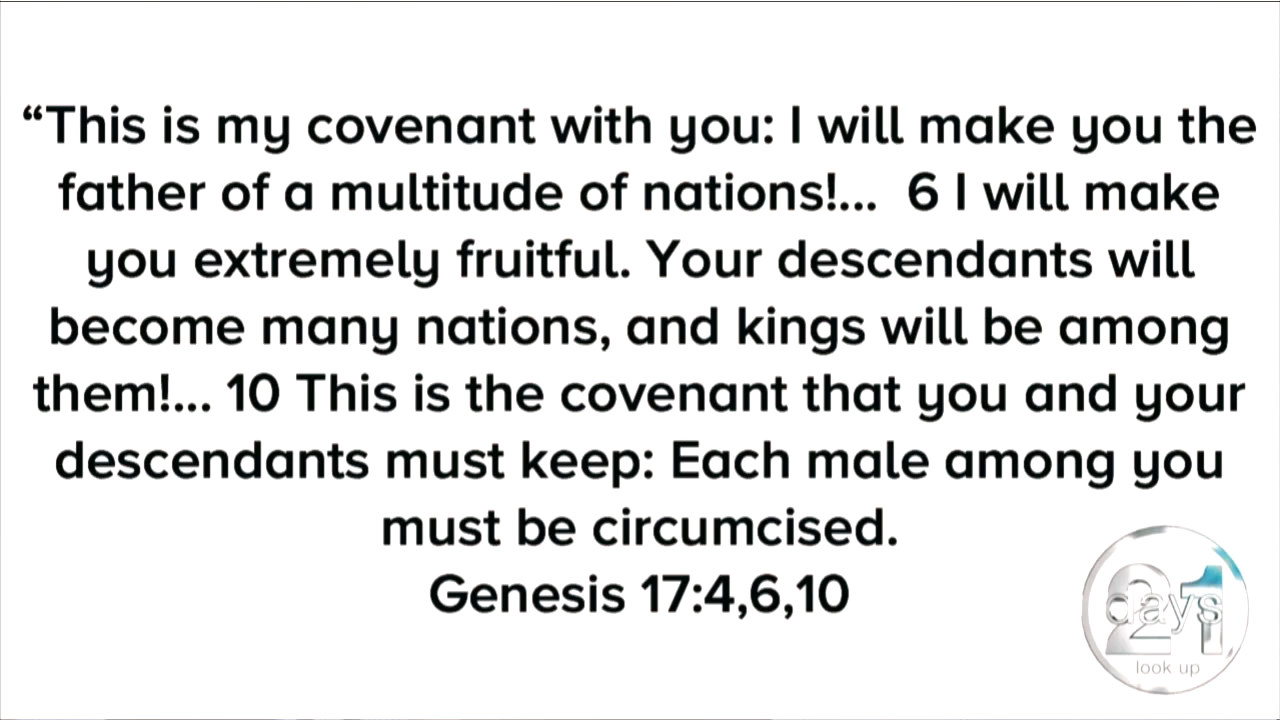 “This is my covenant with you: I will make you the
father of a multitude of nations!... 6 I will make
you extremely fruitful. Your descendants will
become many nations, and kings will be among
them!... 10 This is the covenant that you and your
descendants must keep: Each male among you
must be circumcised.
Genesis 17:4,6,10
21
days
look up